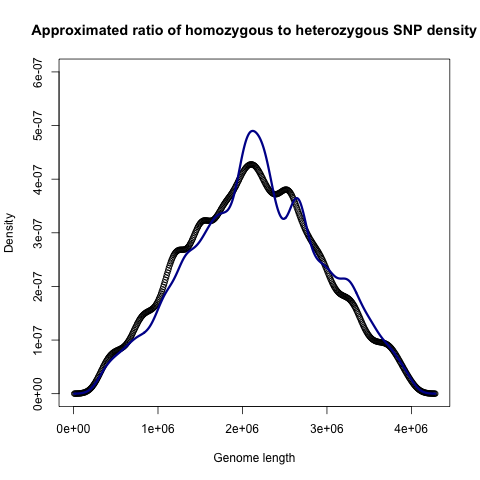 Approximated ratio of homozygous to heterozygous SNP density
6e-07
5e-07
4e-07
3e-07
2e-07
1e-07
0e+00
Density
0e+00 1e+06 2e+06 3e+06 4e+06
Genome length